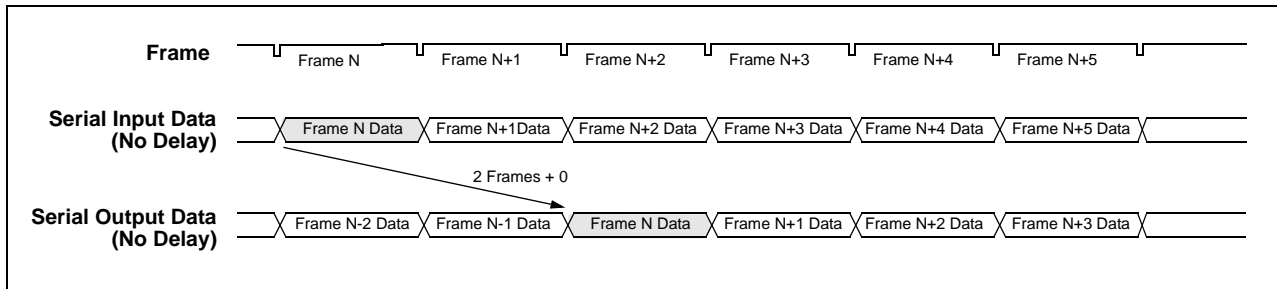 Frame
Frame N
Frame N+1
Frame N+2
Frame N+3
Frame N+4
Frame N+5
Serial Input Data
(No Delay)
Frame N Data
Frame N+1Data
Frame N+2 Data
Frame N+3 Data
Frame N+4 Data
Frame N+5 Data
2 Frames + 0
Serial Output Data
(No Delay)
Frame N-2 Data
Frame N-1 Data
Frame N Data
Frame N+1 Data
Frame N+2 Data
Frame N+3 Data